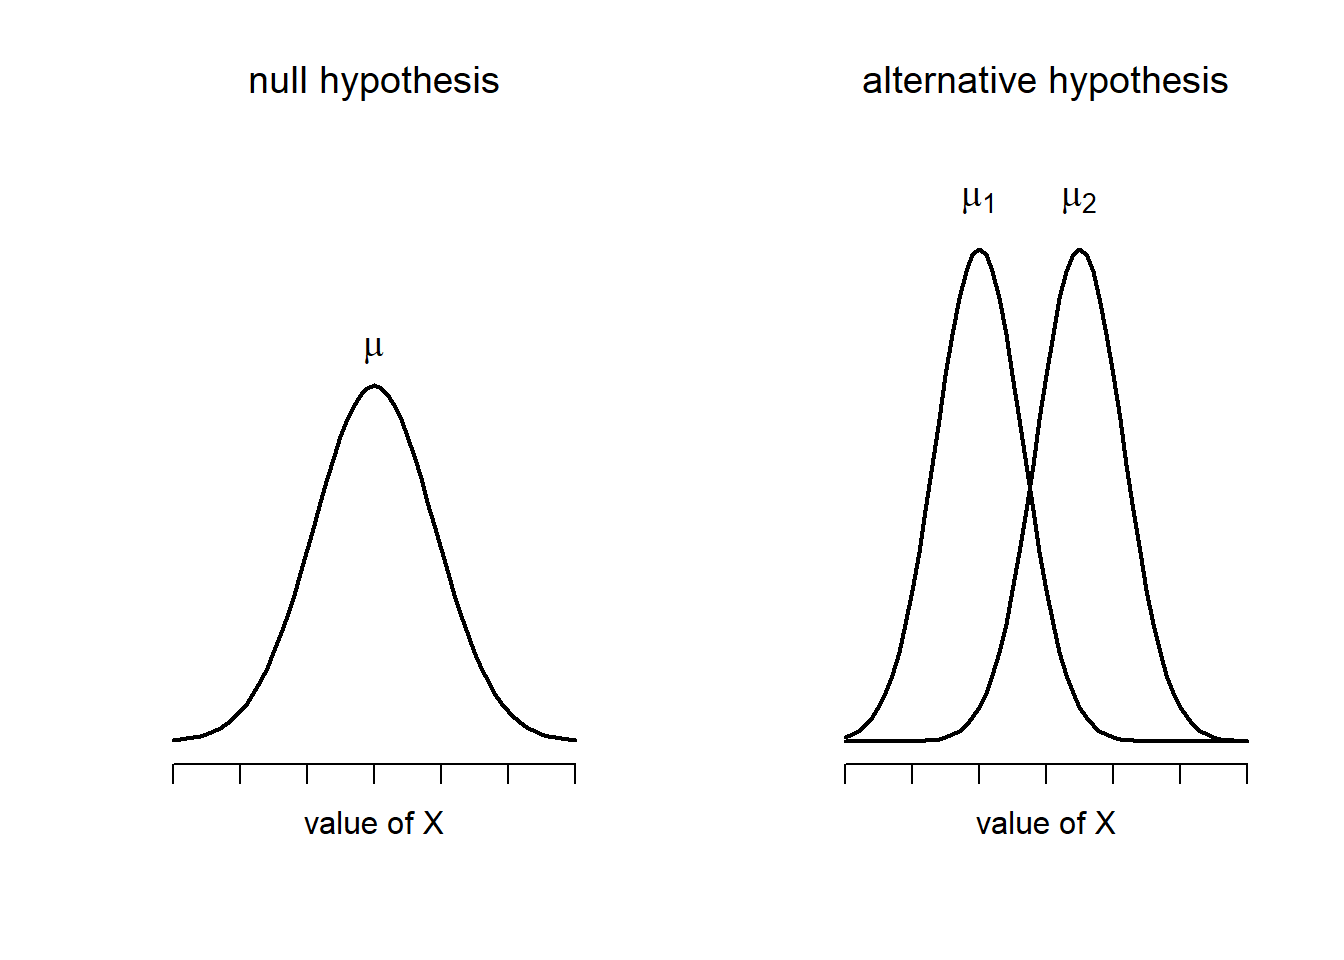 null hypothesis
alternative hypothesis
μ
μ₁
μ₂
value of X
value of X